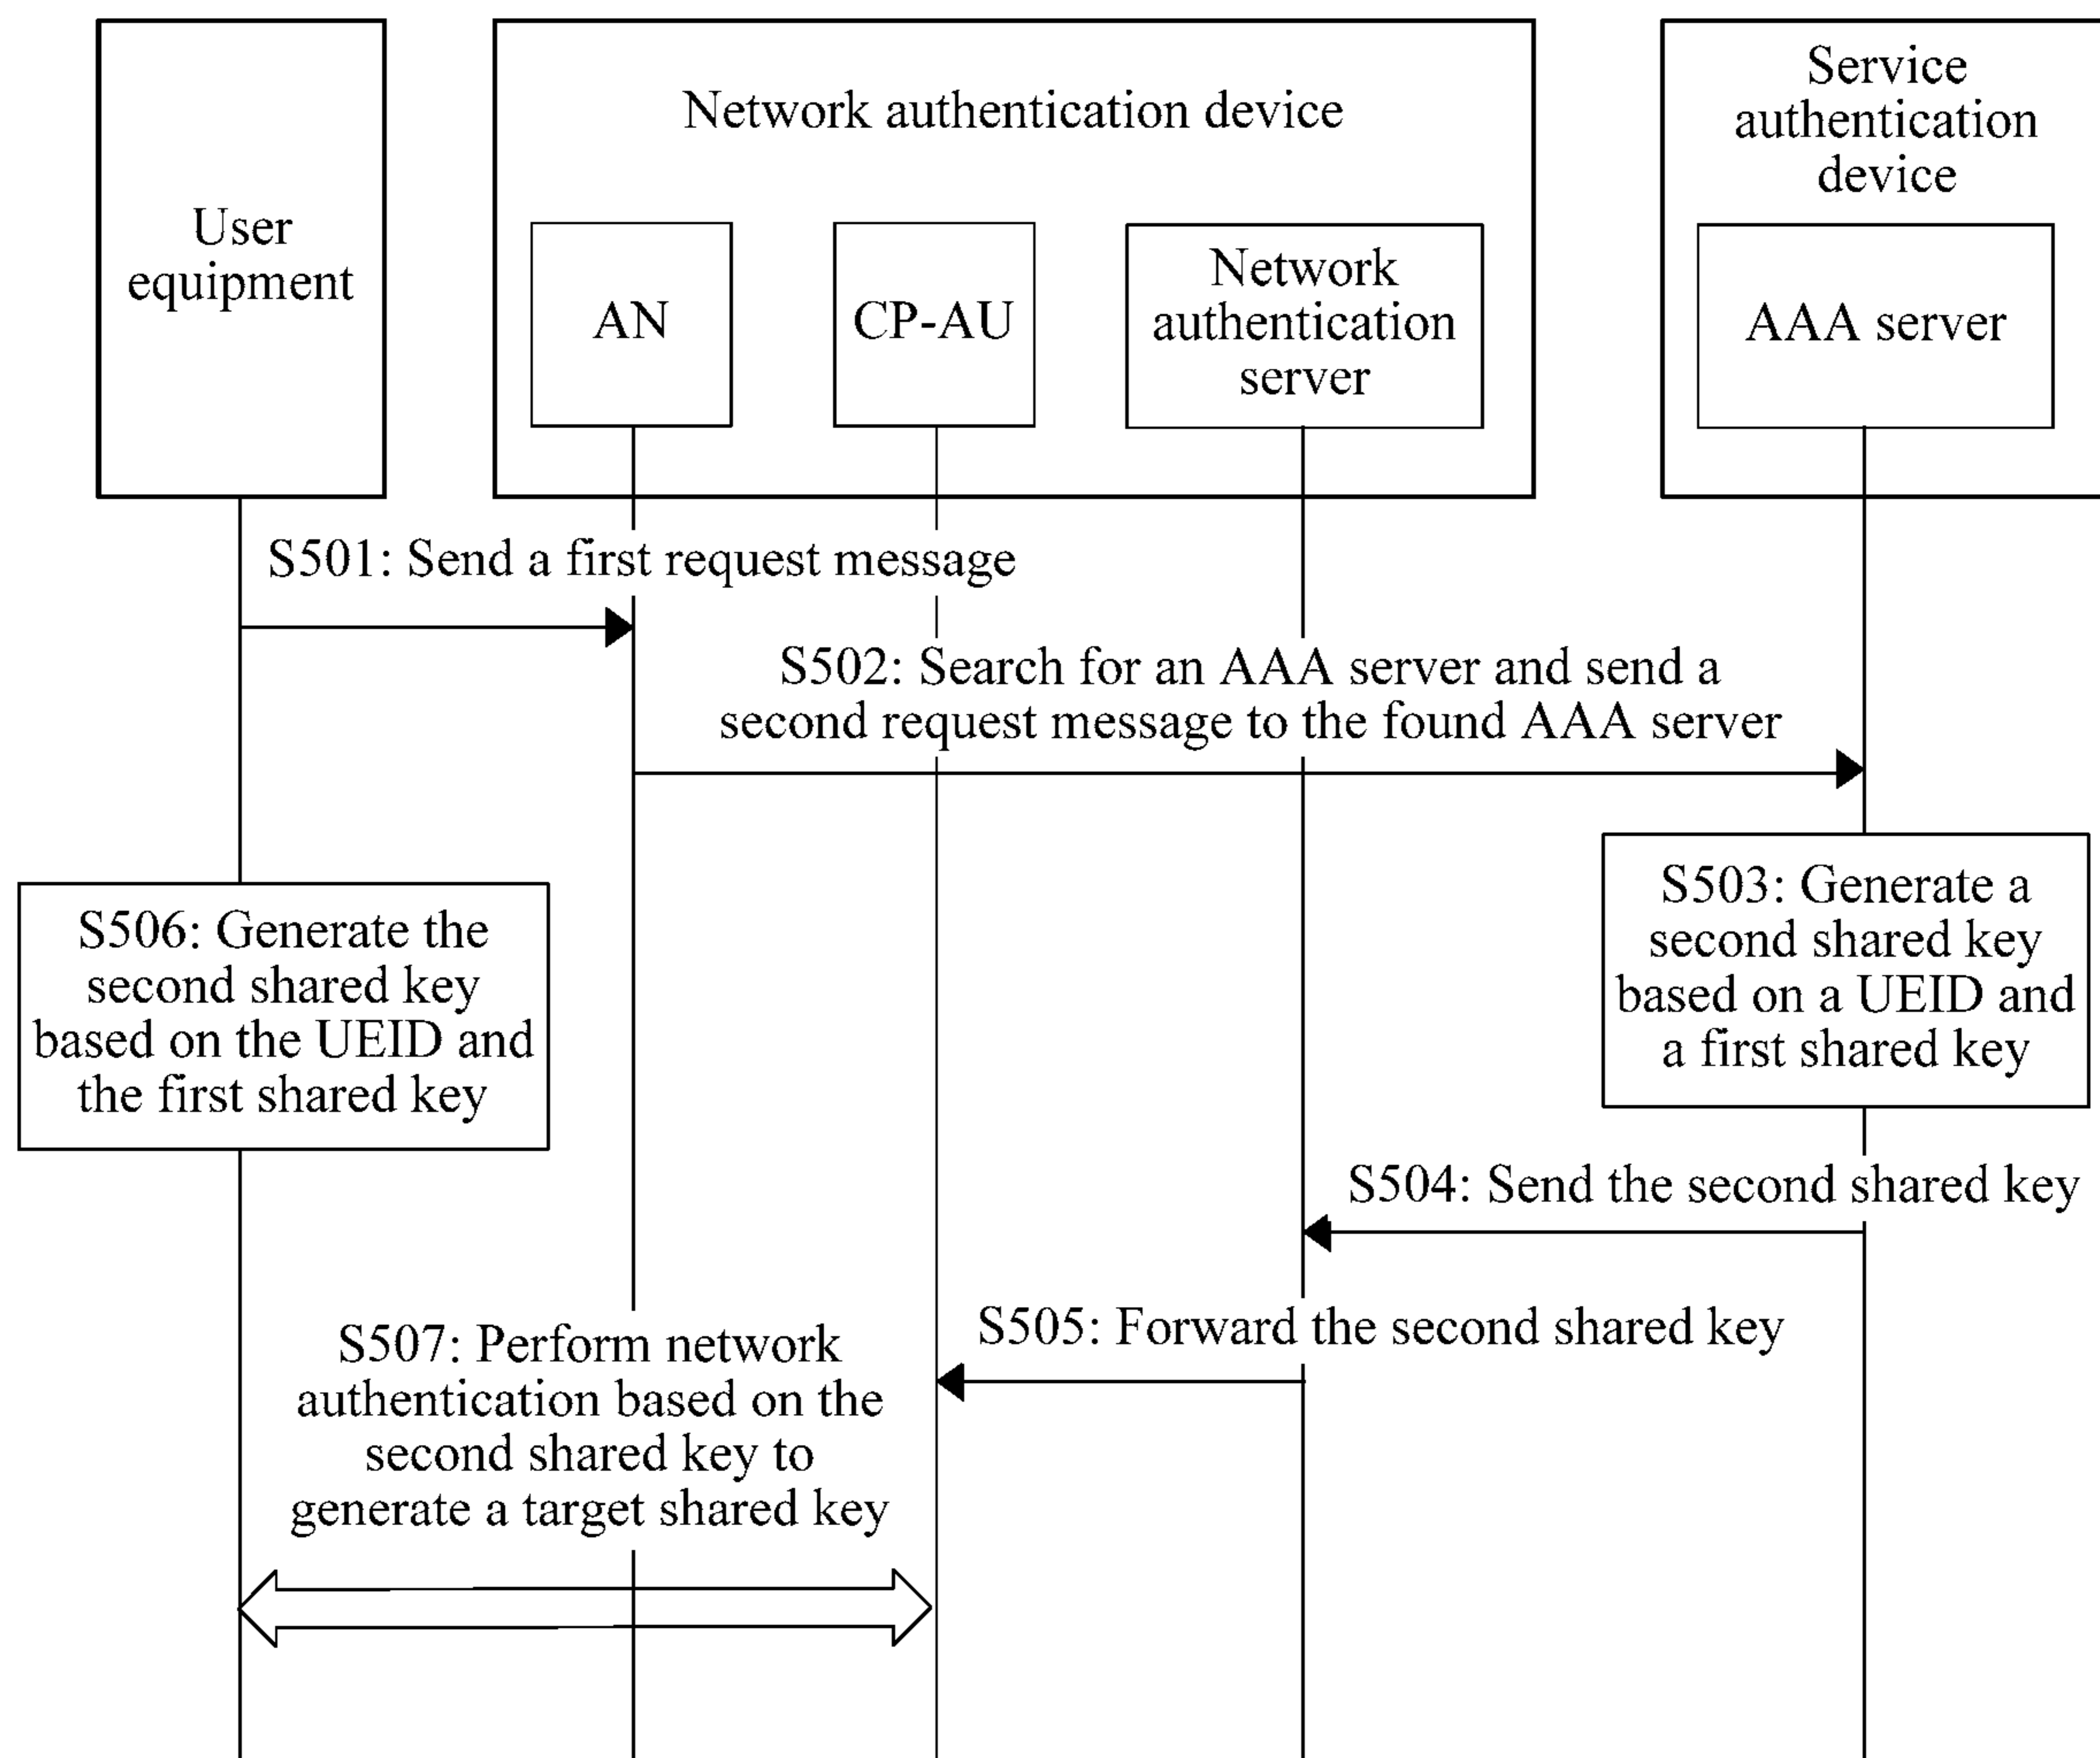 User
equipment
Network authentication device
AN
CP-AU
Network
authentication
server
Service
authentication
device
AAA server
S501: Send a first request message
S502: Search for an AAA server and send a
second request message to the found AAA server
S503: Generate a
second shared key
based on a UEID and
a first shared key
S506: Generate the
second shared key
based on the UEID and
the first shared key
S504: Send the second shared key
S505: Forward the second shared key
S507: Perform network
authentication based on the
second shared key to
generate a target shared key